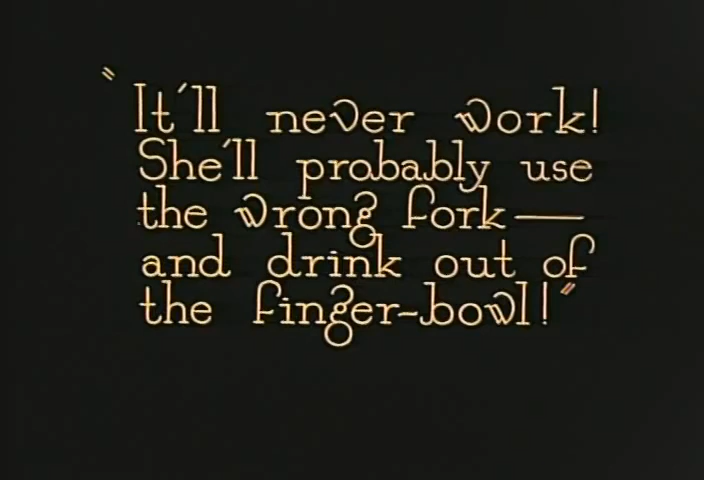 "It'll never work!
She'll probably use
the wrong fork—
and drink out of
the finger-bowl!"